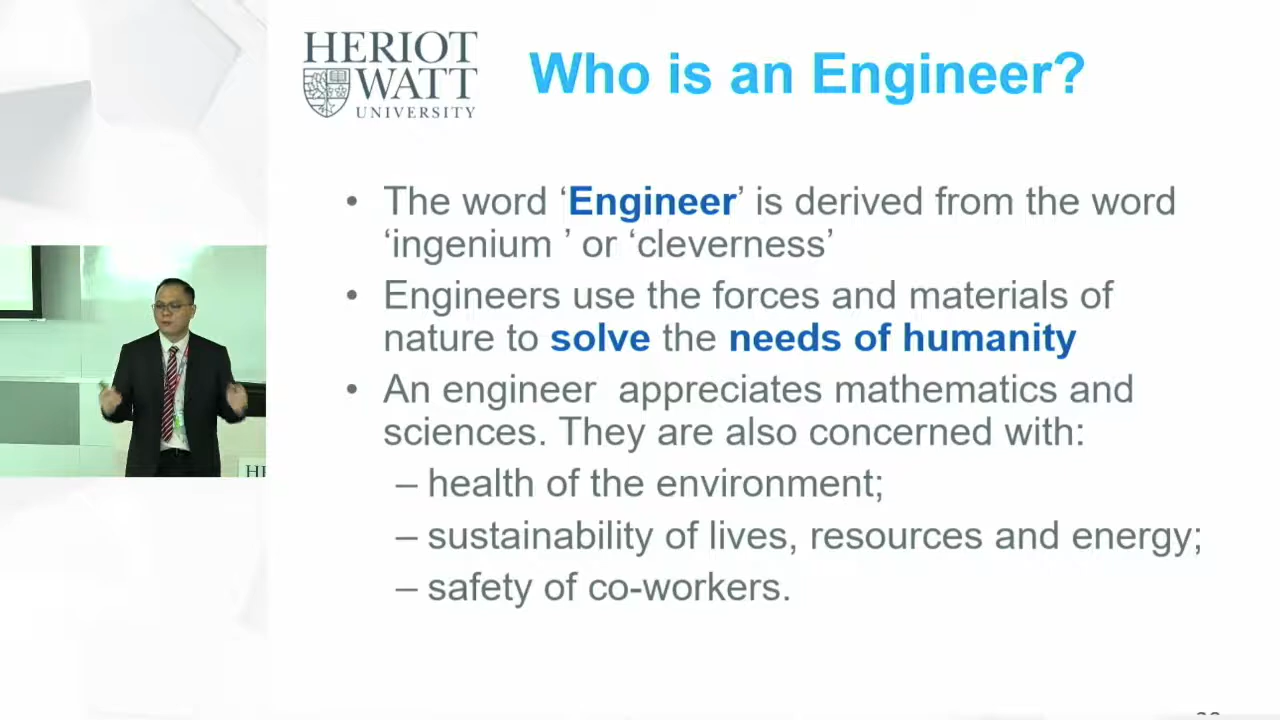 HERIOT
WATT
UNIVERSITY
Who is an Engineer?
• The word ‘Engineer’ is derived from the word
‘ingenium ’ or ‘cleverness’
• Engineers use the forces and materials of
nature to solve the needs of humanity
• An engineer  appreciates mathematics and
sciences. They are also concerned with:
– health of the environment;
– sustainability of lives, resources and energy;
– safety of co-workers.